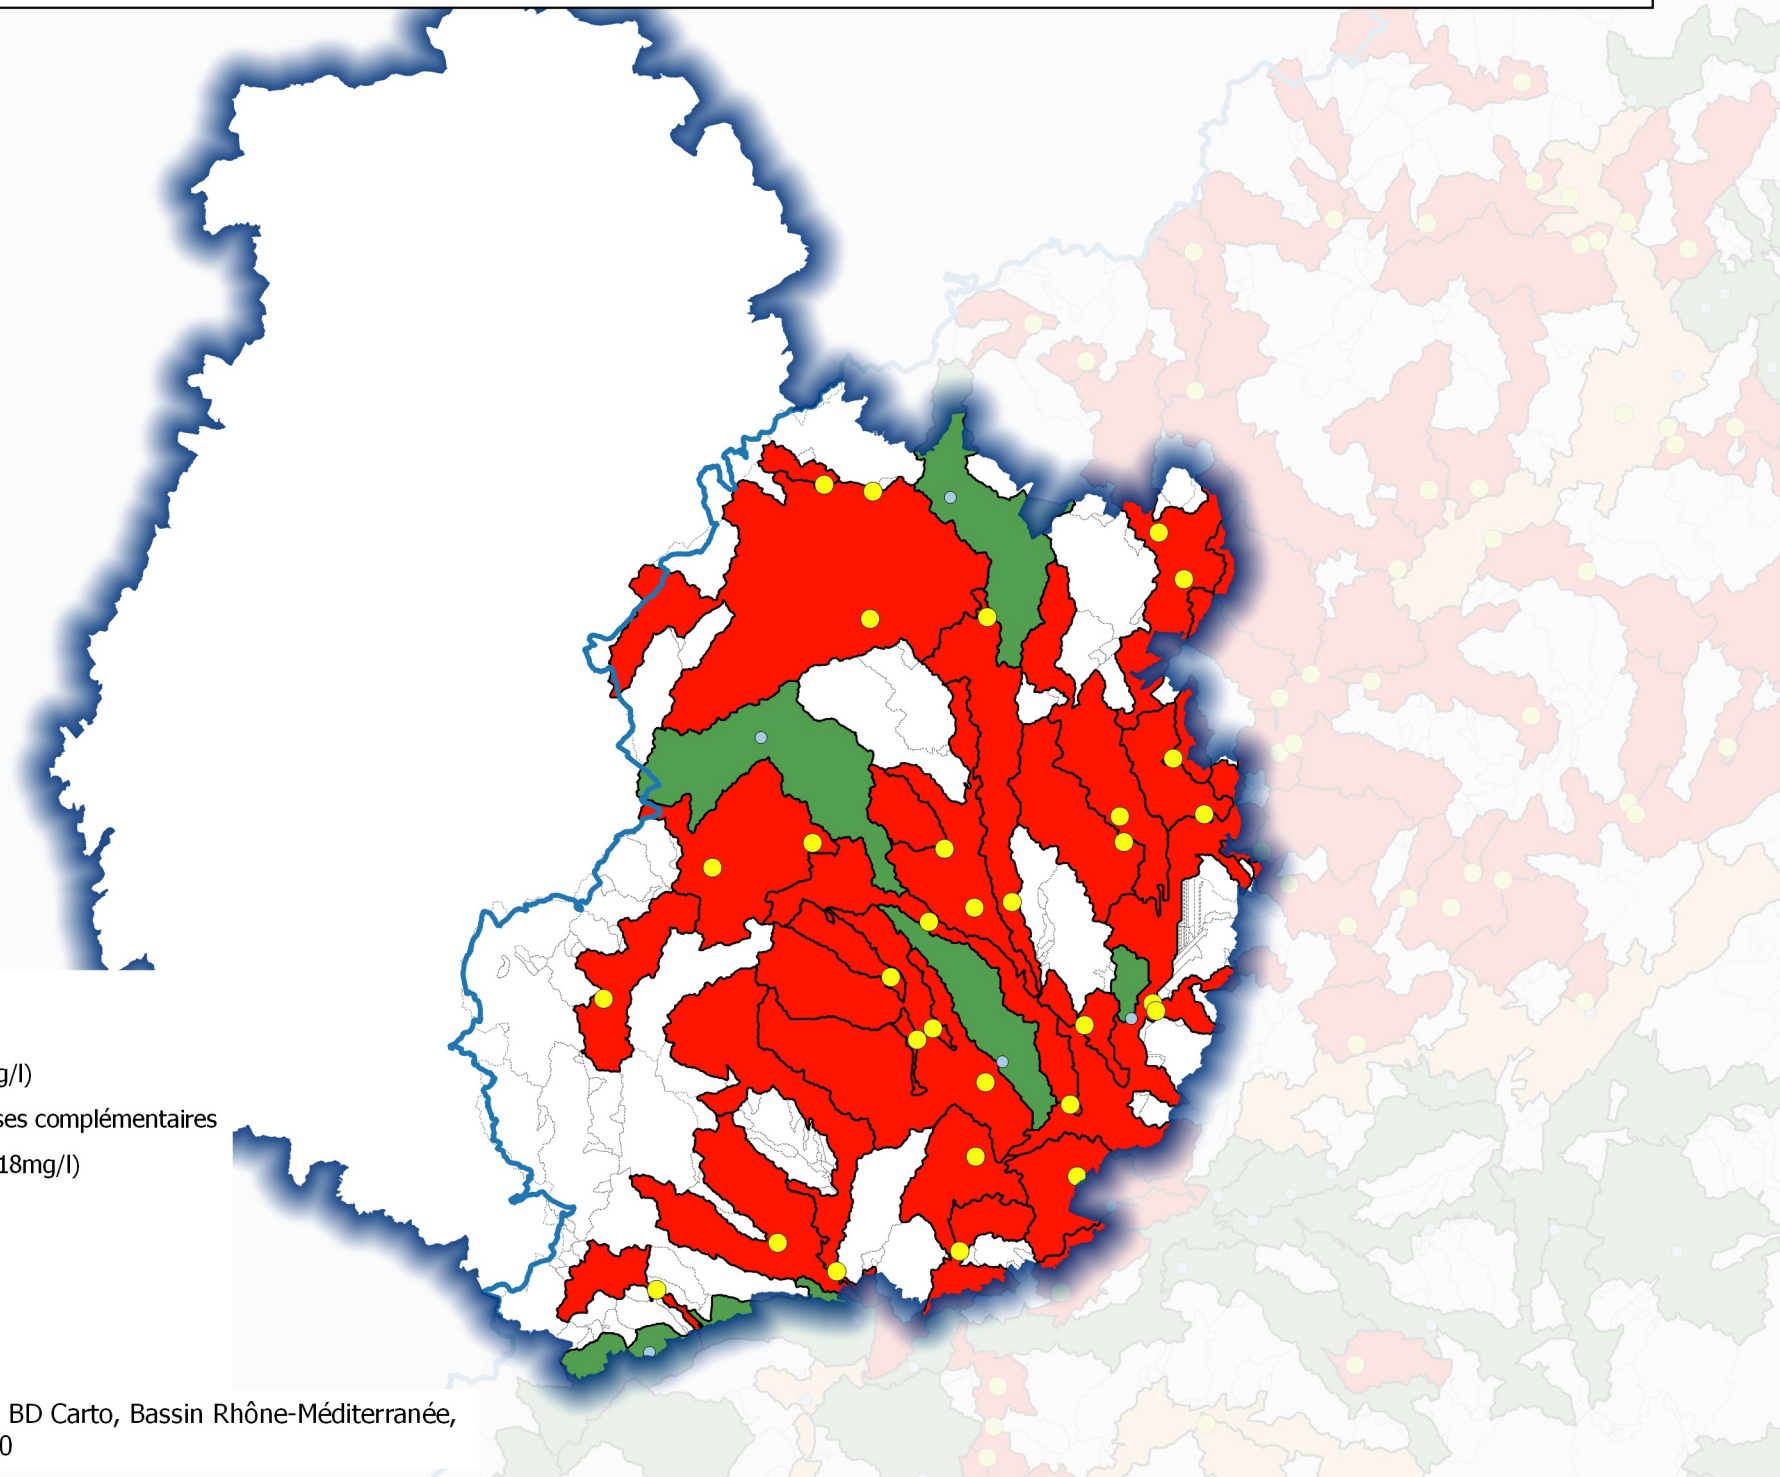 g/l)
ses complémentaires
18mg/l)
BD Carto, Bassin Rhône-Méditerranée,
0